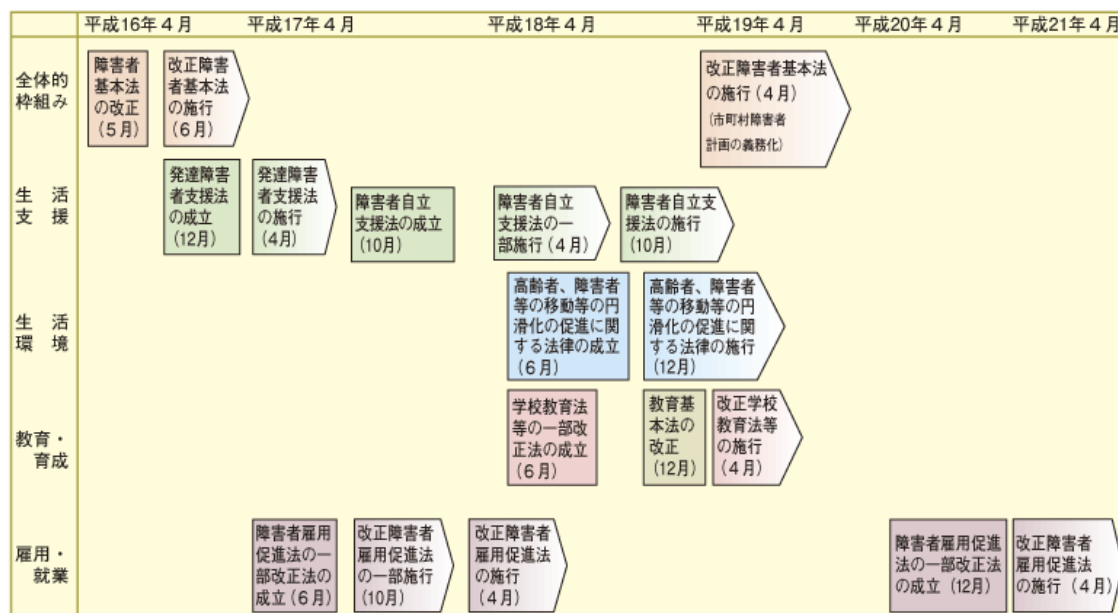 平成16年4月
平成17年4月
平成18年4月
平成19年4月
平成20年4月
平成21年4月
全体的
枠組み
障害者
基本法
の改正
(5月)
改正障害
者基本法
の施行
(6月)
改正障害者基本法
の施行(4月)
(市町村障害者
計画の義務化)
生活
支援
発達障害
者支援法
の成立
(12月)
発達障害
者支援法
の施行
(4月)
障害者自立
支援法の成立
(10月)
障害者自立
支援法の一
部施行(4月)
障害者自立支
援法の施行
(10月)
生活
環境
高齢者、障害者
等の移動等の円
滑化の促進に関
する法律の成立
(6月)
高齢者、障害者
等の移動等の円
滑化の促進に関
する法律の施行
(12月)
教育・
育成
学校教育法
等の一部改
正法の成立
(6月)
教育基
本法の
改正
(12月)
改正学校
教育法等
の施行
(4月)
雇用・
就業
障害者雇用
促進法の一
部改正法の
成立(6月)
改正障害者
雇用促進法
の一部施行
(10月)
改正障害者
雇用促進法
の施行
(4月)
障害者雇用促進
法の一部改正法
の成立(12月)
改正障害者
雇用促進法
の施行(4月)